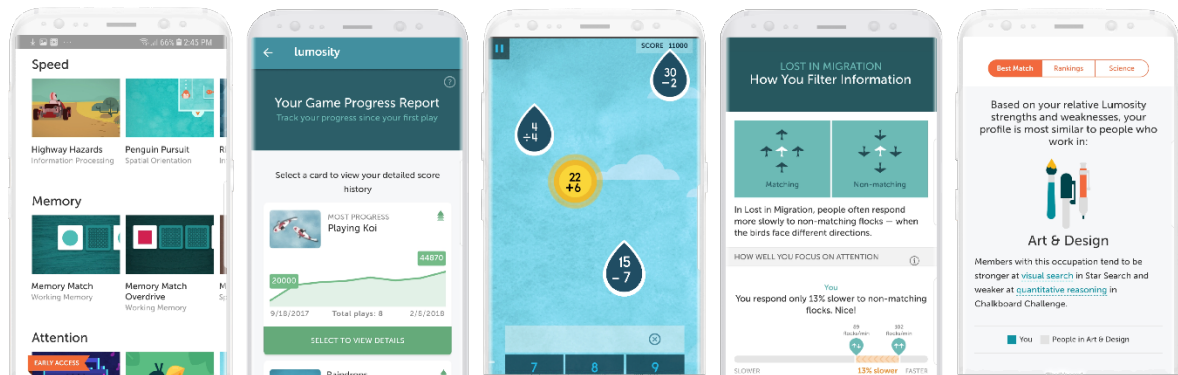 66% 2:45 PM
Speed
Highway Hazards
Information Processing
Penguin Pursuit
Spatial Orientation
Memory
Memory Match
Working Memory
Memory Match
Overdrive
Working Memory
Attention
EARLY ACCESS
lumosity
Your Game Progress Report
Track your progress since your first play
Select a card to view your detailed score
history
MOST PROGRESS
Playing Koi
44870
20000
9/18/2017 Total plays: 8 2/5/2018
SELECT TO VIEW DETAILS
Raindrops
SCORE 11000
30
-2
4
÷4
22
+6
15
- 7
7 8 9
LOST IN MIGRATION
How You Filter Information
Matching
Non-matching
In Lost in Migration, people often respond
more slowly to non-matching flocks — when
the birds face different directions.
HOW WELL YOU FOCUS ON ATTENTION
You
You respond only 13% slower to non-matching
flocks. Nice!
89 102
flocks/min flocks/min
SLOWER 13% slower FASTER
Best Match Rankings Science
Based on your relative Lumosity
strengths and weaknesses, your
profile is most similar to people who
work in:
Art & Design
Members with this occupation tend to be
stronger at visual search in Star Search and
weaker at quantitative reasoning in
Chalkboard Challenge.
You People in Art & Design